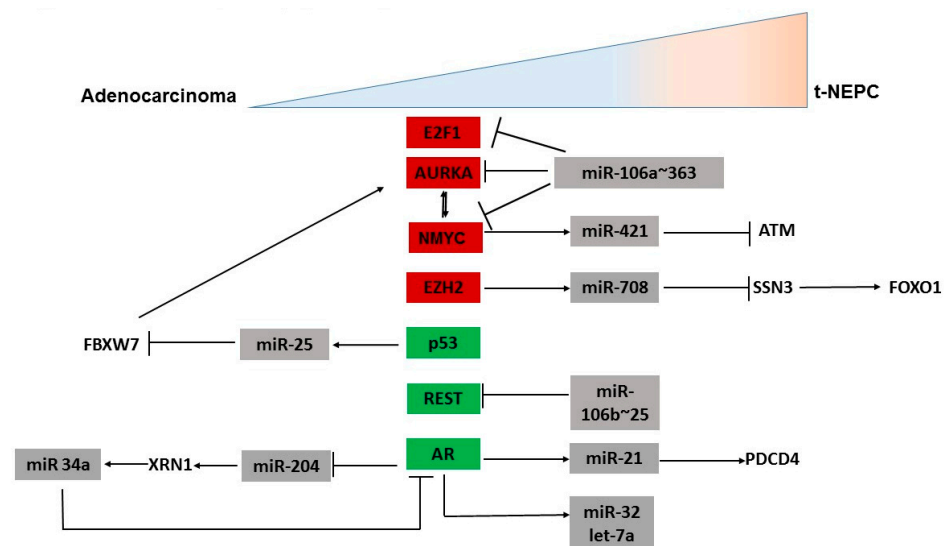 Adenocarcinoma
t-NEPC
E2F1
AURKA
miR-106a~363
NMYC
miR-421
ATM
EZH2
miR-708
SSN3
FOXO1
FBXW7
miR-25
p53
REST
miR-
106b~25
miR 34a
XRN1
miR-204
AR
miR-21
PDCD4
miR-32
let-7a